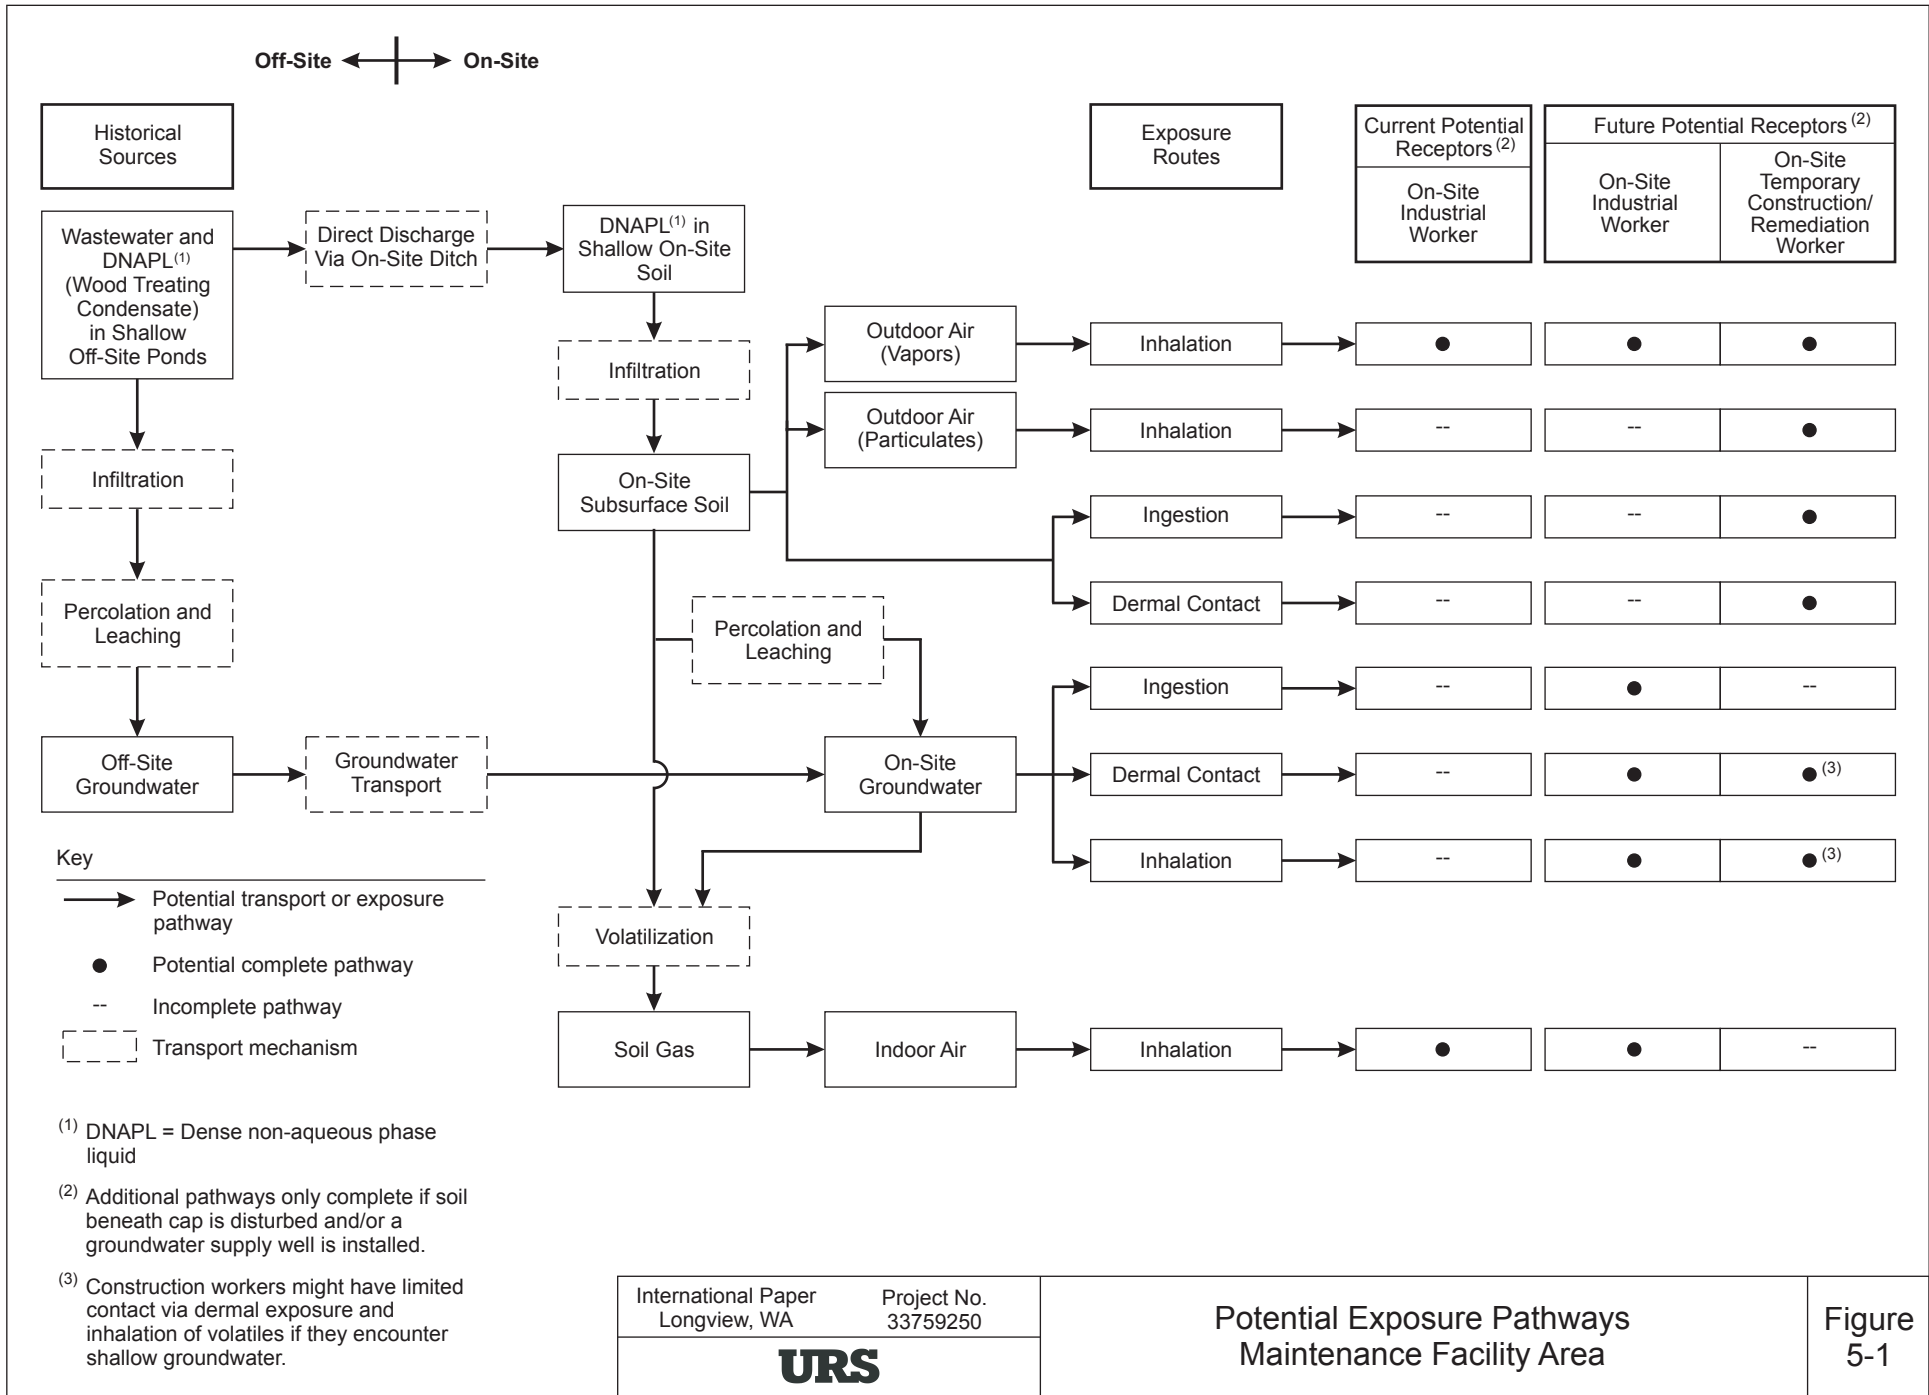 Off-Site
On-Site
Historical
Sources
Exposure
Routes
Current Potential
Receptors (2)
On-Site
Industrial
Worker
Future Potential Receptors (2)
On-Site
Industrial
Worker
On-Site
Temporary
Construction/
Remediation
Worker
Wastewater and
DNAPL(1)
(Wood Treating
Condensate)
in Shallow
Off-Site Ponds
Direct Discharge
Via On-Site Ditch
DNAPL(1) in
Shallow On-Site
Soil
Infiltration
Outdoor Air
(Vapors)
Inhalation
Outdoor Air
(Particulates)
Inhalation
--
--
Infiltration
On-Site
Subsurface Soil
Ingestion
--
--
Percolation and
Leaching
Dermal Contact
--
--
Percolation and
Leaching
Ingestion
--
--
Off-Site
Groundwater
Groundwater
Transport
On-Site
Groundwater
Dermal Contact
--
(3)
Inhalation
--
(3)
Volatilization
Soil Gas
Indoor Air
Inhalation
--
Key
Potential transport or exposure
pathway
Potential complete pathway
-- Incomplete pathway
Transport mechanism
(1) DNAPL = Dense non-aqueous phase
liquid
(2) Additional pathways only complete if soil
beneath cap is disturbed and/or a
groundwater supply well is installed.
(3) Construction workers might have limited
contact via dermal exposure and
inhalation of volatiles if they encounter
shallow groundwater.
International Paper
Longview, WA
Project No.
33759250
URS
Potential Exposure Pathways
Maintenance Facility Area
Figure
5-1